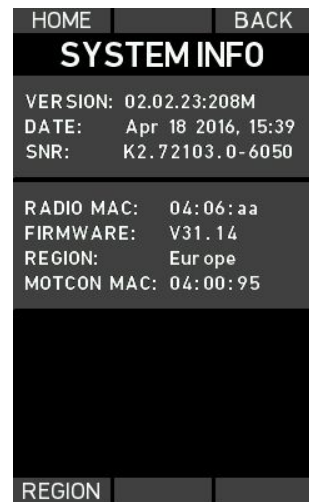 HOME BACK
SYSTEM INFO
VERSION: 02.02.23:208M
DATE: Apr 18 2016, 15:39
SNR: K2.72103.0-6050
RADIO MAC: 04:06:aa
FIRMWARE: V31.14
REGION: Europe
MOTCON MAC: 04:00:95
REGION